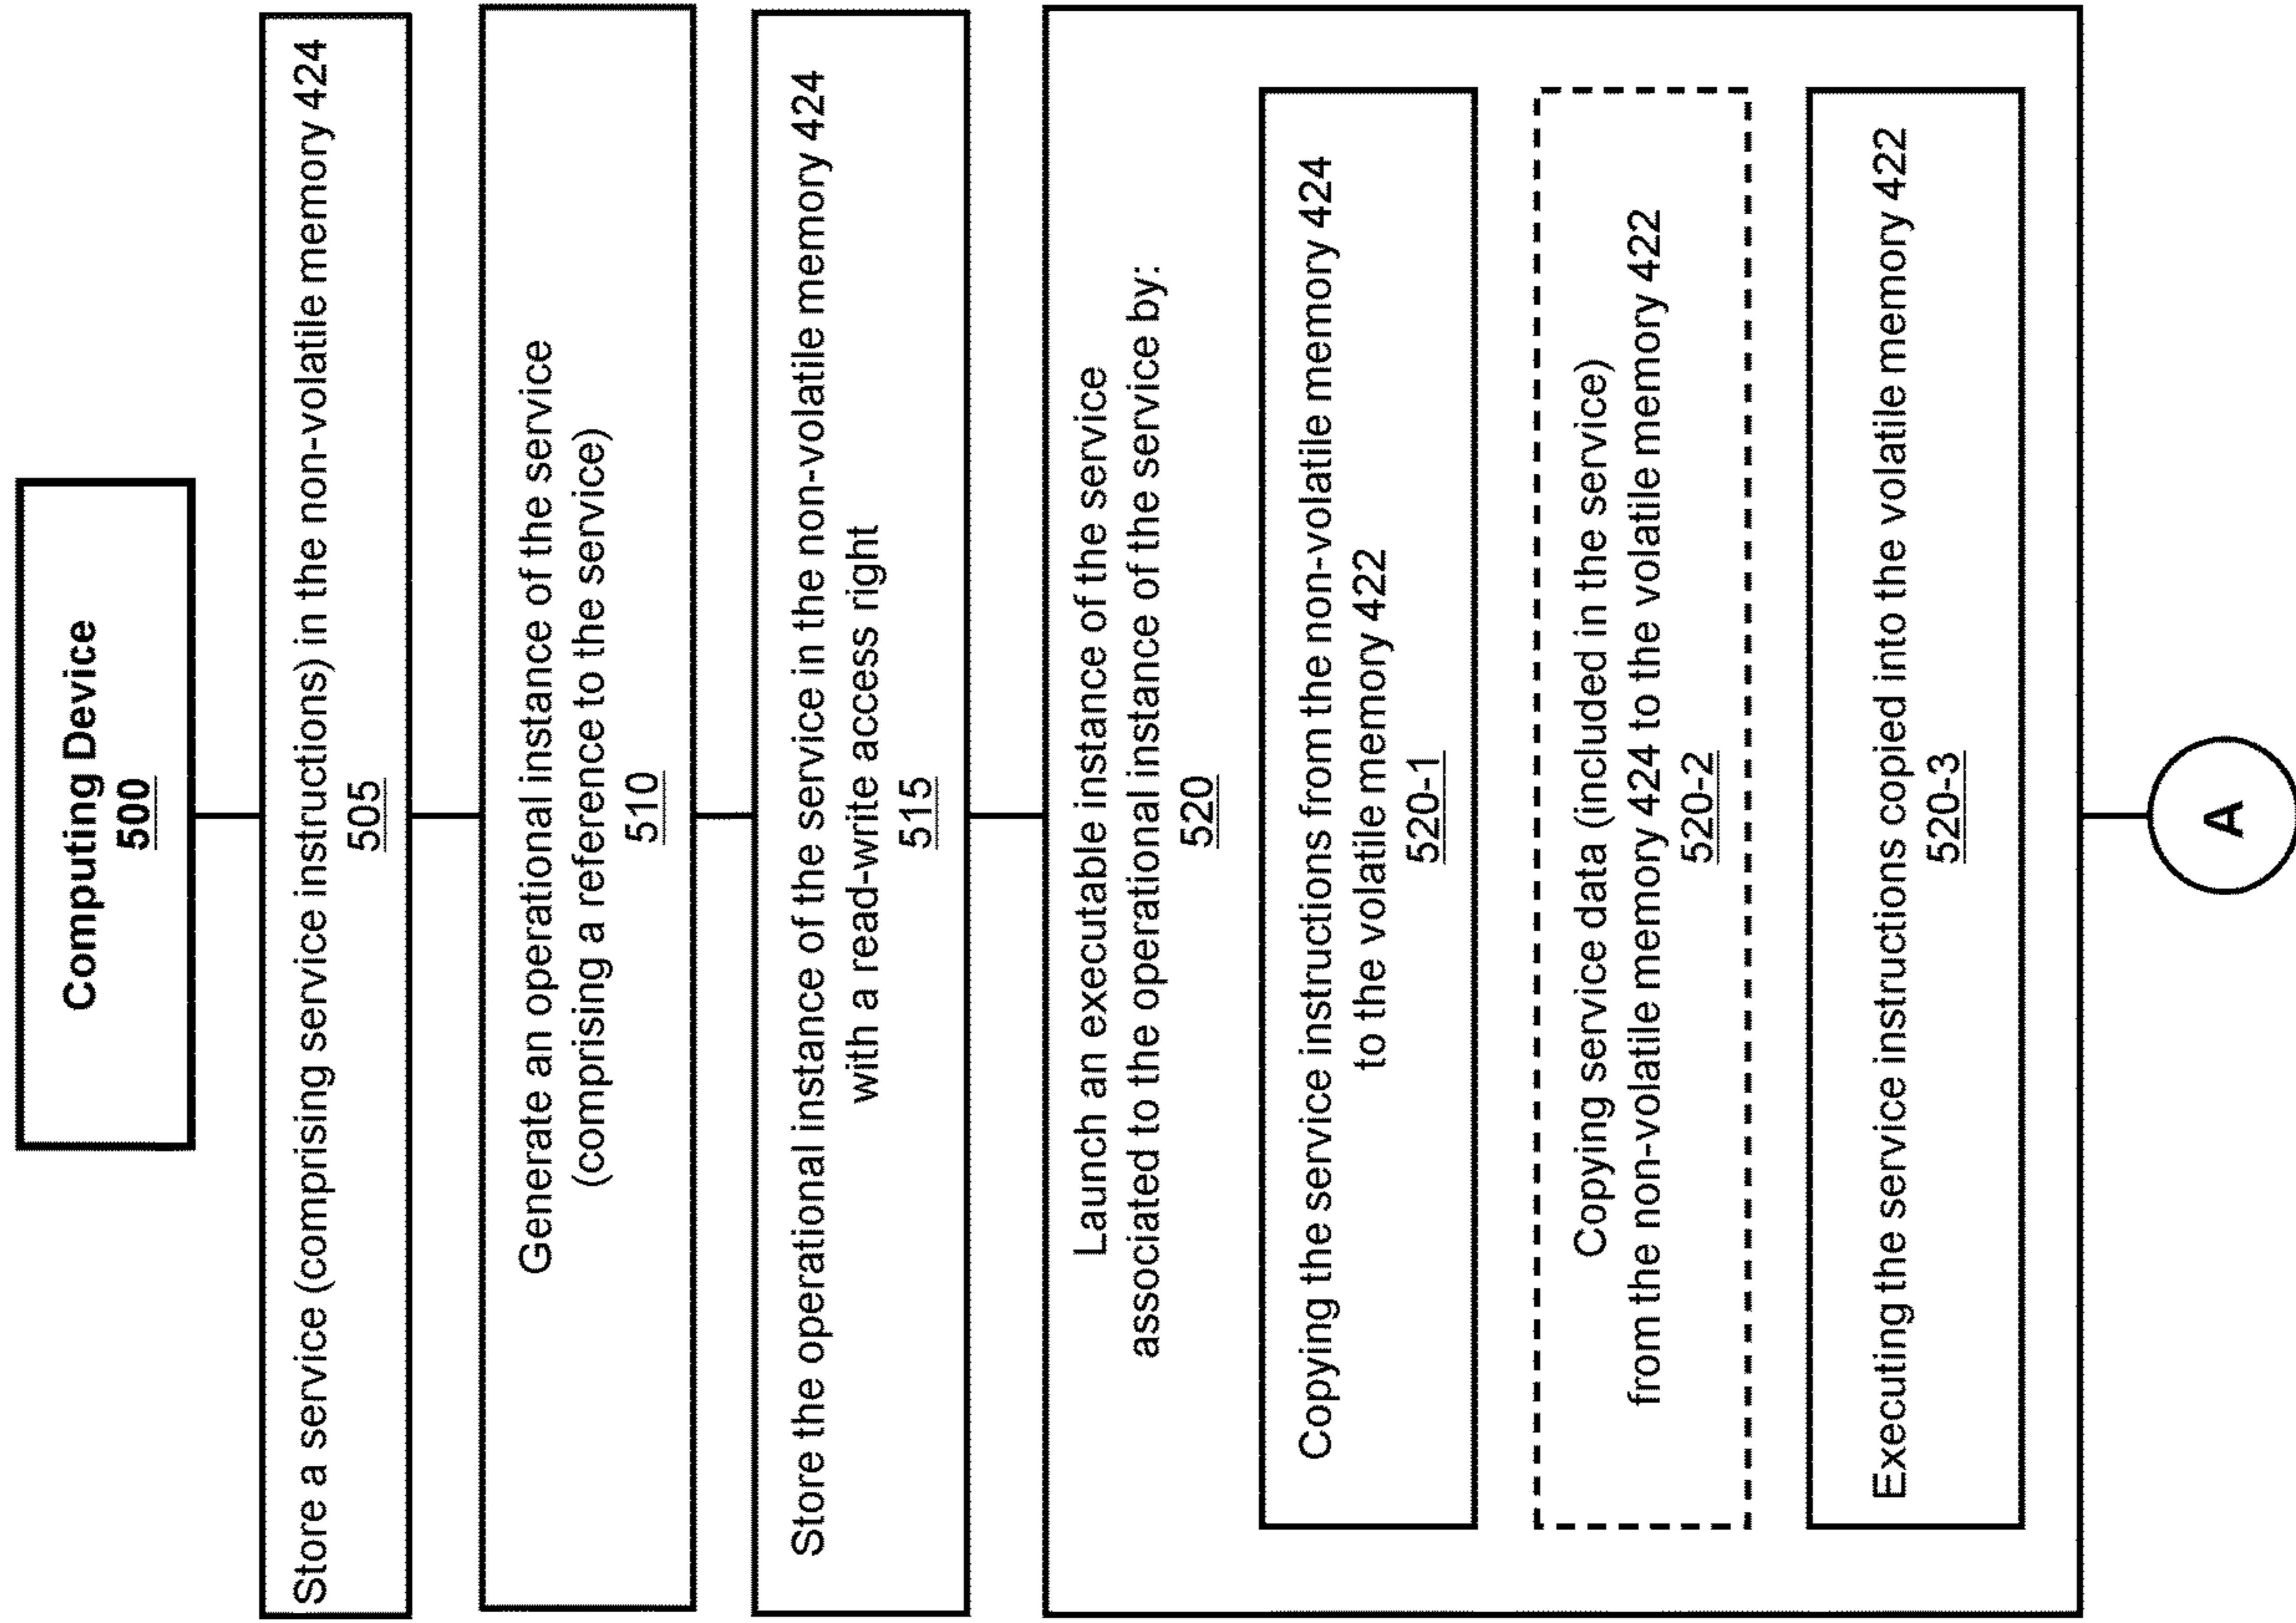 Computing Device
500
Store a service (comprising service instructions) in the non-volatile memory 424
505
Generate an operational instance of the service
(comprising a reference to the service)
510
Store the operational instance of the service in the non-volatile memory 424
with a read-write access right
515
Launch an executable instance of the service
associated to the operational instance of the service by:
520
Copying the service instructions from the non-volatile memory 424
to the volatile memory 422
520-1
Copying service data (included in the service)
from the non-volatile memory 424 to the volatile memory 422
520-2
Executing the service instructions copied into the volatile memory 422
520-3
A